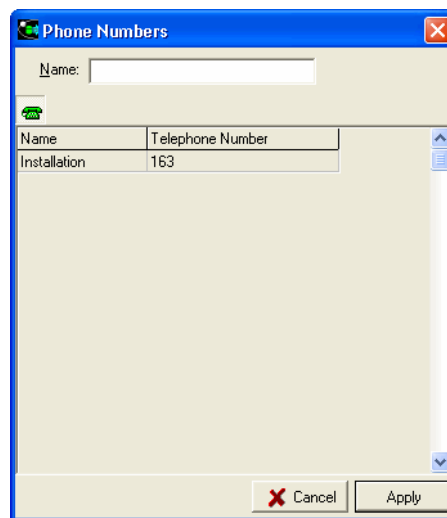 Phone Numbers
Name:
Name Telephone Number
Installation 163
Cancel Apply